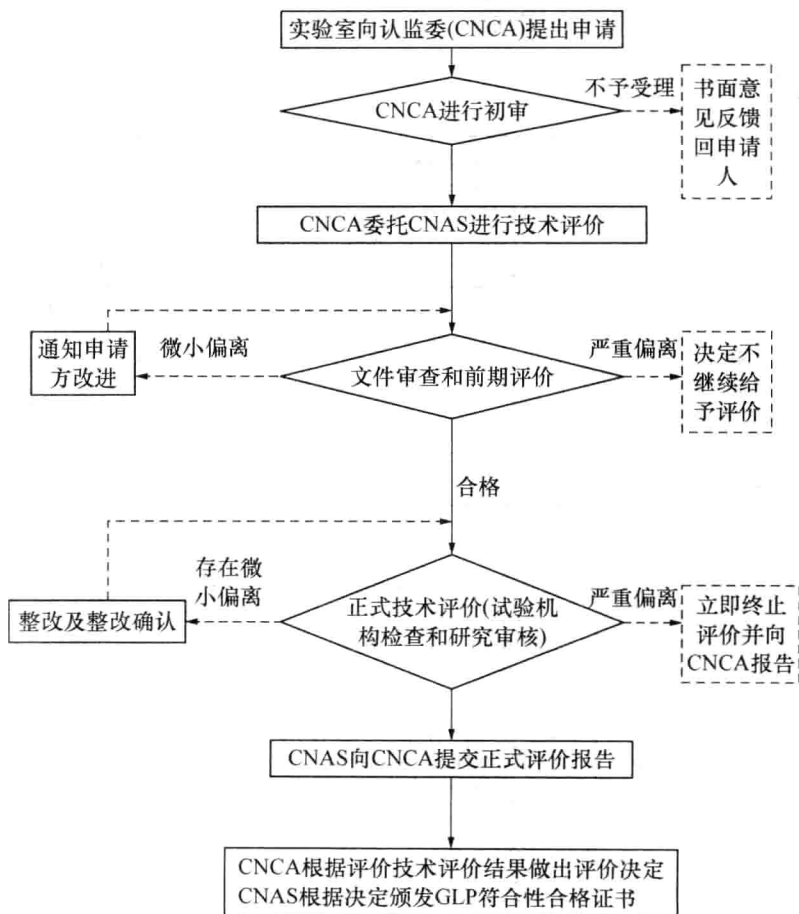 实验室向认监委(CNCA)提出申请
不予受理
书面意
见反馈
回申请
人
CNCA进行初审
CNCA委托CNAS进行技术评价
通知申请
方改进
微小偏离
文件审查和前期评价
严重偏离
决定不
继续给
予评价
合格
整改及整改确认
存在微
小偏离
正式技术评价(试验机
构检查和研究审核)
严重偏离
立即终止
评价并向
CNCA报告
CNAS向CNCA提交正式评价报告
CNCA根据评价技术评价结果做出评价决定
CNAS根据决定颁发GLP符合性合格证书